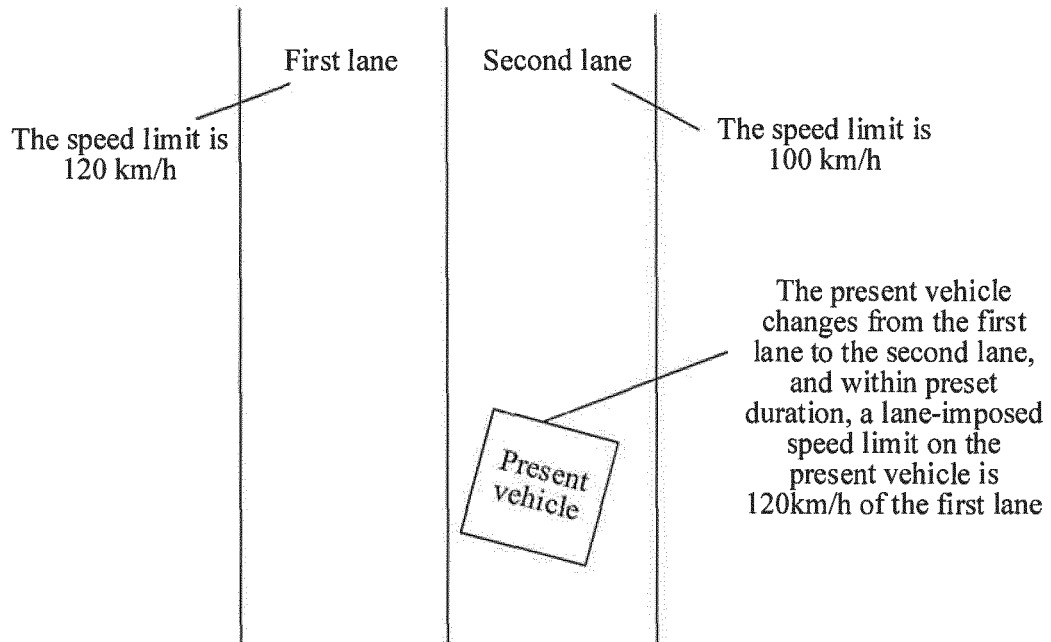 First lane
Second lane
The speed limit is
120 km/h
The speed limit is
100 km/h
The present vehicle
changes from the first
lane to the second lane,
and within preset
duration, a lane-imposed
speed limit on the
present vehicle is
120km/h of the first lane
Present
vehicle